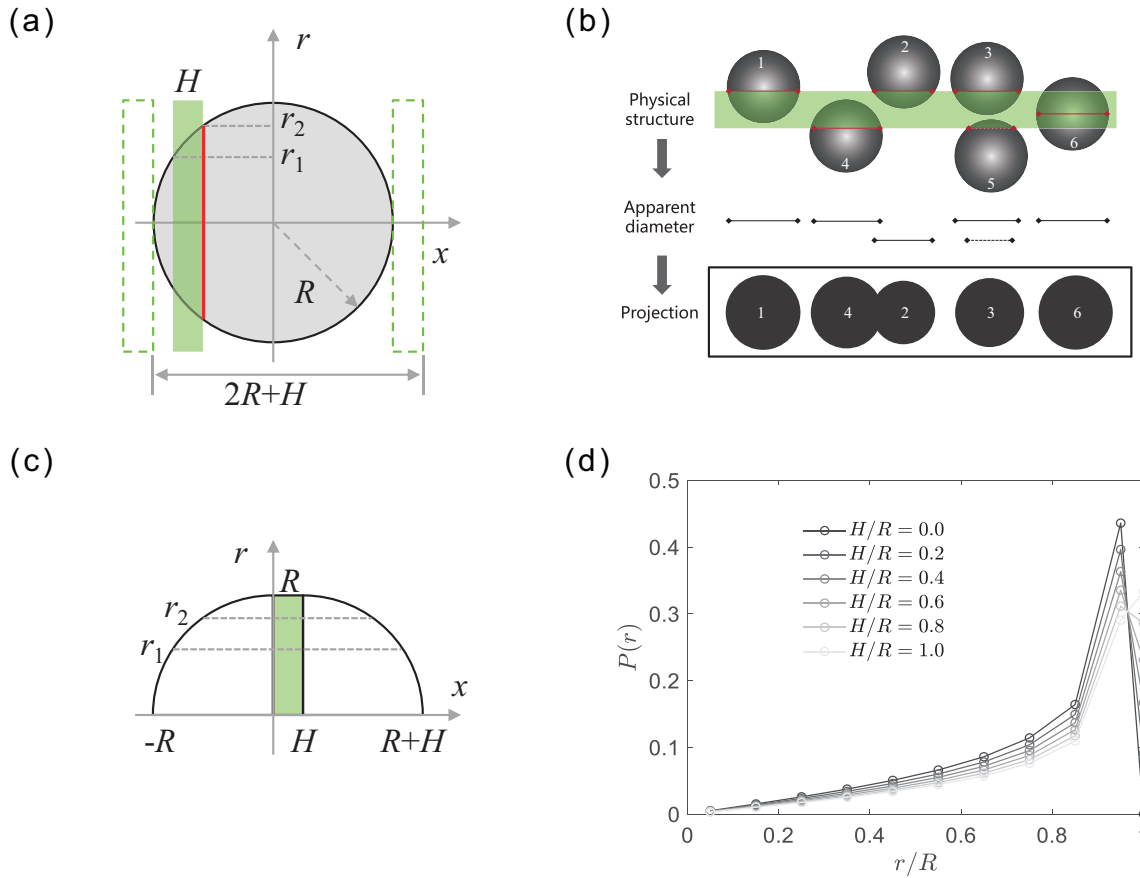 (a)
r
H
r2
r1
x
R
2R+H
(b)
1
2
3
4
5
6
Physical
structure
Apparent
diameter
Projection
1
4
2
3
6
(c)
r
R
r2
r1
x
-R
H
R+H
(d)
0.5
0.4
0.3
0.2
0.1
0
P(r)
H/R = 0.0
H/R = 0.2
H/R = 0.4
H/R = 0.6
H/R = 0.8
H/R = 1.0
0
0.2
0.4
0.6
0.8
r/R